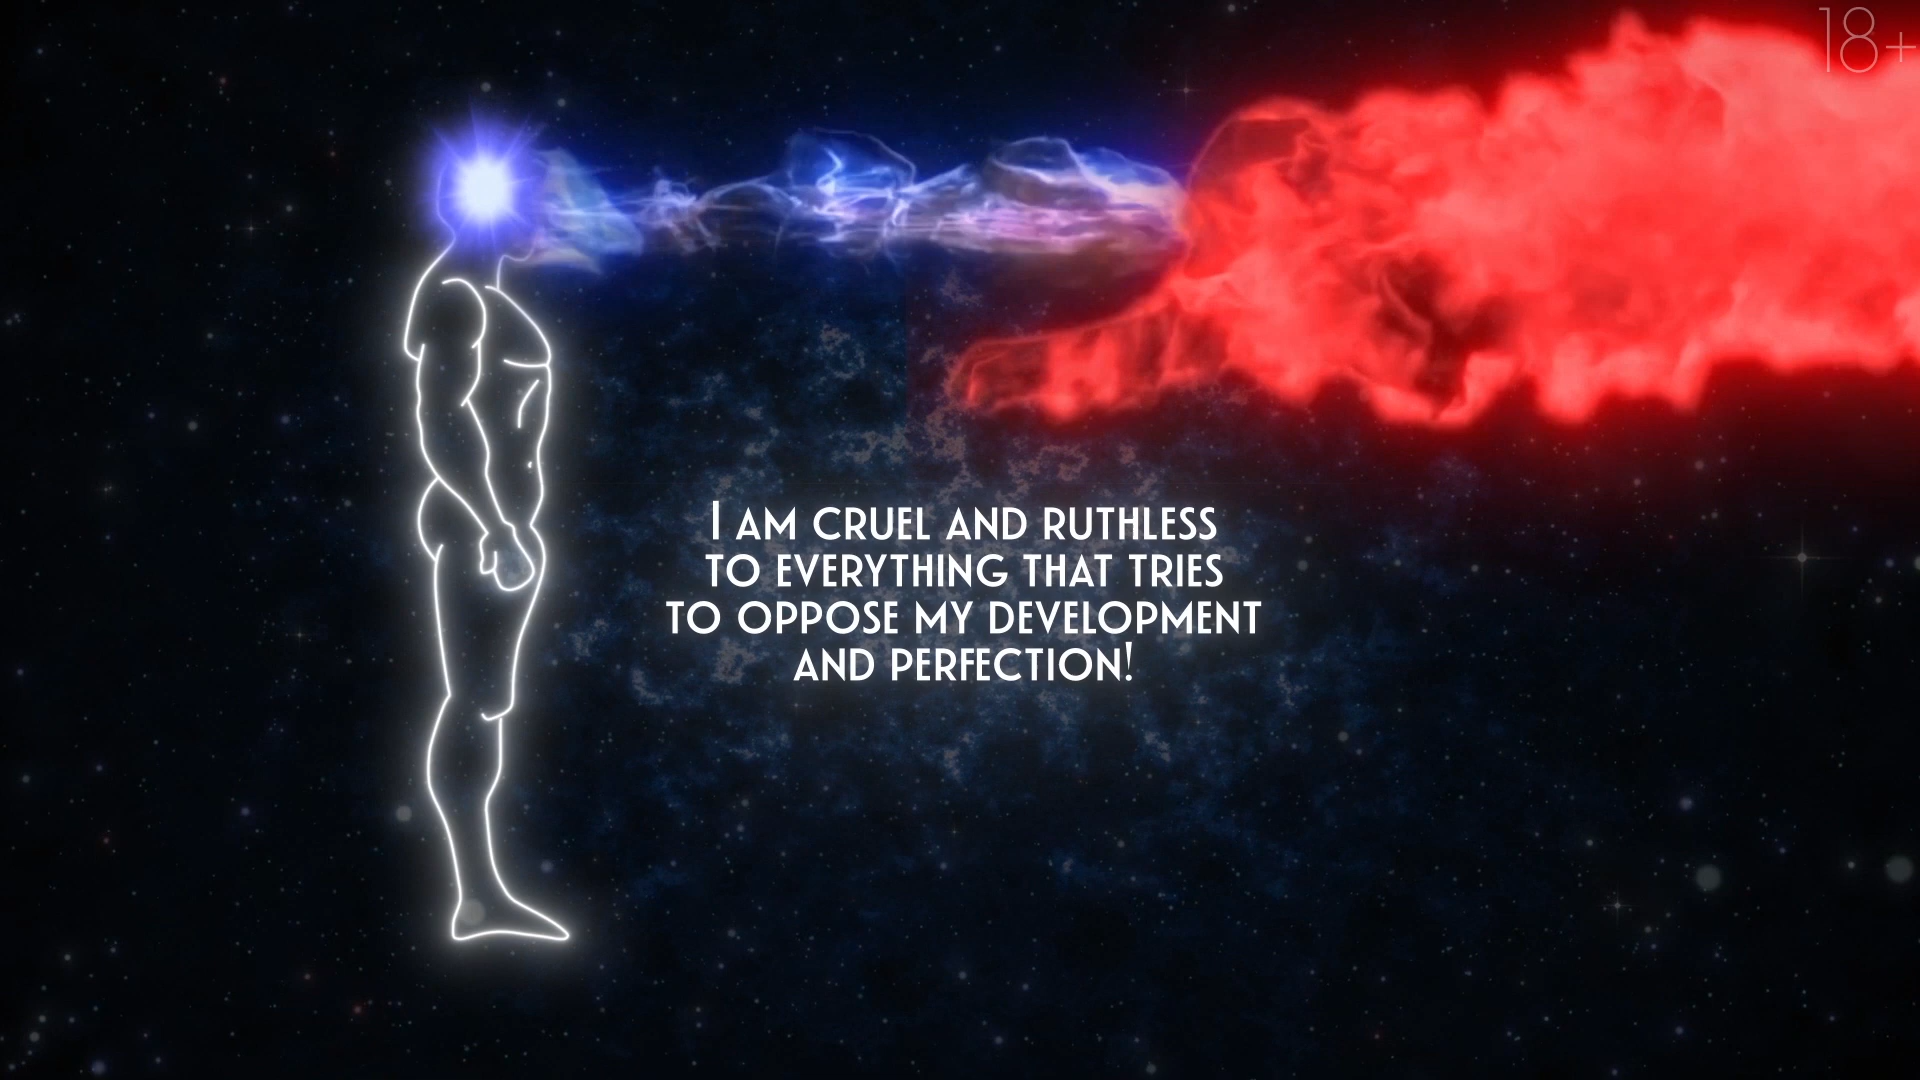 18+
I AM CRUEL AND RUTHLESS
TO EVERYTHING THAT TRIES
TO OPPOSE MY DEVELOPMENT
AND PERFECTION!